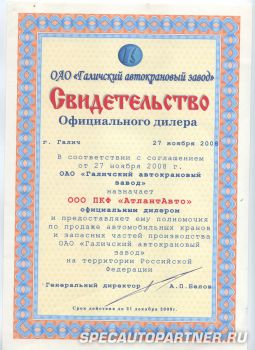 ОАО «Галичский автокрановый завод»
Свидетельство
Официального дилера
г. Галич 27 ноября 2008
В соответствии с соглашением
от 27 ноября 2008 г.
ОАО «Галичский автокрановый
завод»
назначает
ООО ПКФ «АтлантАвто»
официальным дилером
и предоставляет ему полномочия
по продаже автомобильных кранов
и запасных частей производства
ОАО «Галичский автокрановый
завод»
на территории Российской
Федерации
Генеральный директор А.П.Белов
Срок действия до 31 декабря 2009г.
SPECAUTOPARTNER.RU